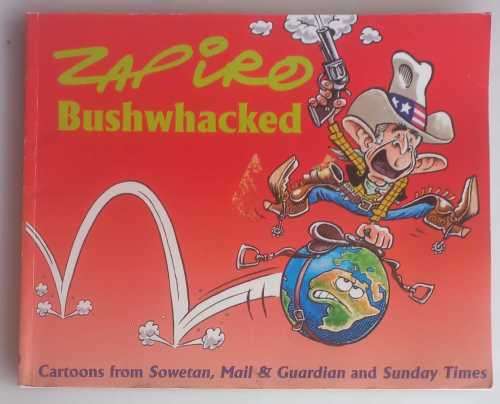 ZAPIRO
Bushwhacked
Cartoons from Sowetan, Mail & Guardian and Sunday Times